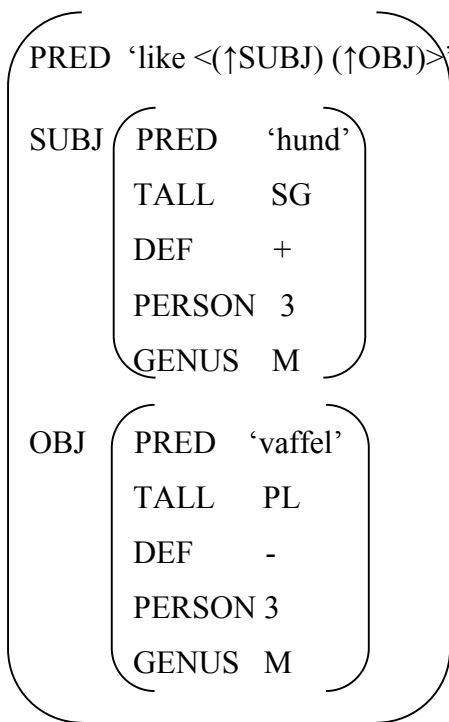 PRED ‘like <(↑SUBJ) (↑OBJ)>’
SUBJ PRED ‘hund’
TALL SG
DEF +
PERSON 3
GENUS M
OBJ PRED ‘vaffel’
TALL PL
DEF -
PERSON 3
GENUS M